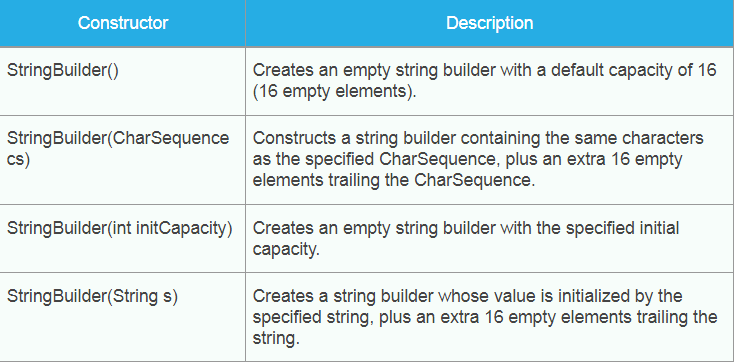 Constructor Description
StringBuilder() Creates an empty string builder with a default capacity of 16
(16 empty elements).
StringBuilder(CharSequence Constructs a string builder containing the same characters
cs) as the specified CharSequence, plus an extra 16 empty
elements trailing the CharSequence.
StringBuilder(int initCapacity) Creates an empty string builder with the specified initial
capacity.
StringBuilder(String s) Creates a string builder whose value is initialized by the
specified string, plus an extra 16 empty elements trailing the
string.